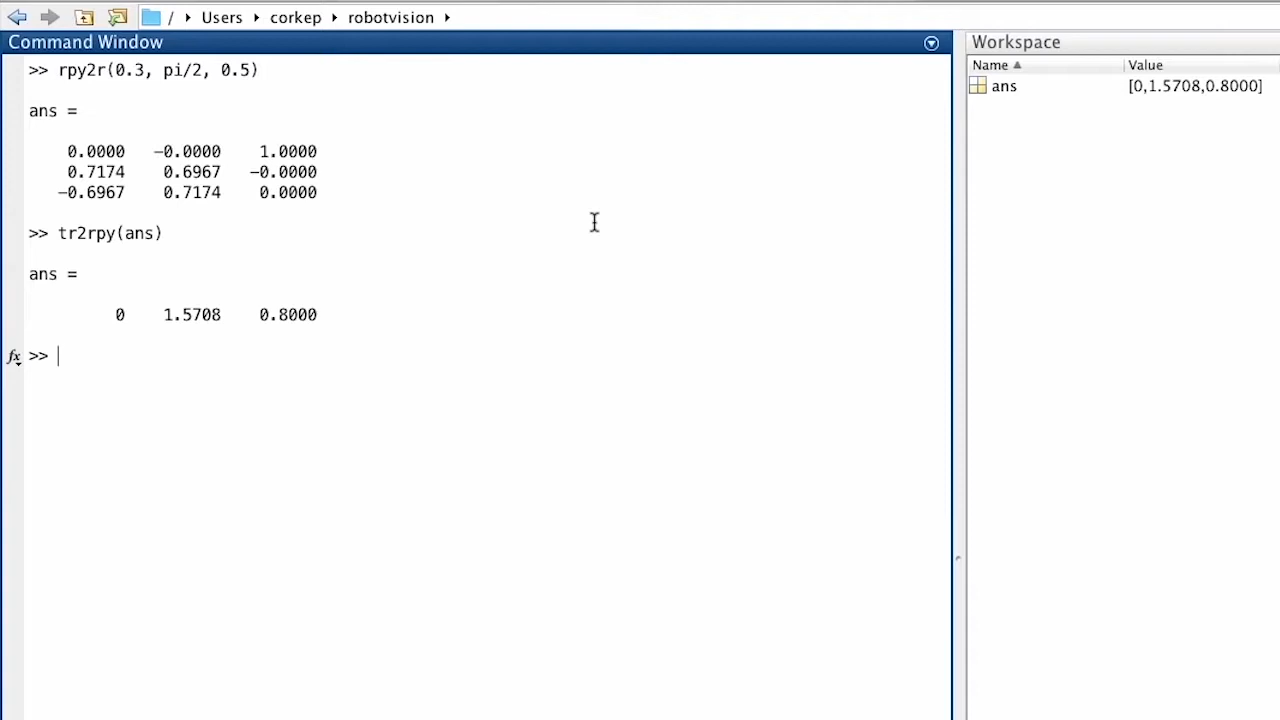 / ▸ Users ▸ corkep ▸ robotvision ▸
Command Window
>> rpy2r(0.3, pi/2, 0.5)
ans =
0.0000 −0.0000 1.0000
0.7174 0.6967 −0.0000
−0.6967 0.7174 0.0000
>> tr2rpy(ans)
ans =
0 1.5708 0.8000
fx >>
Workspace
Name ▲ Value
ans [0,1.5708,0.8000]